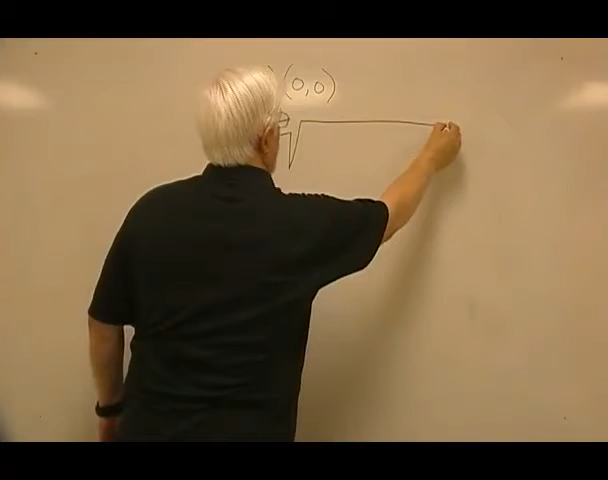 (0,0)
= √